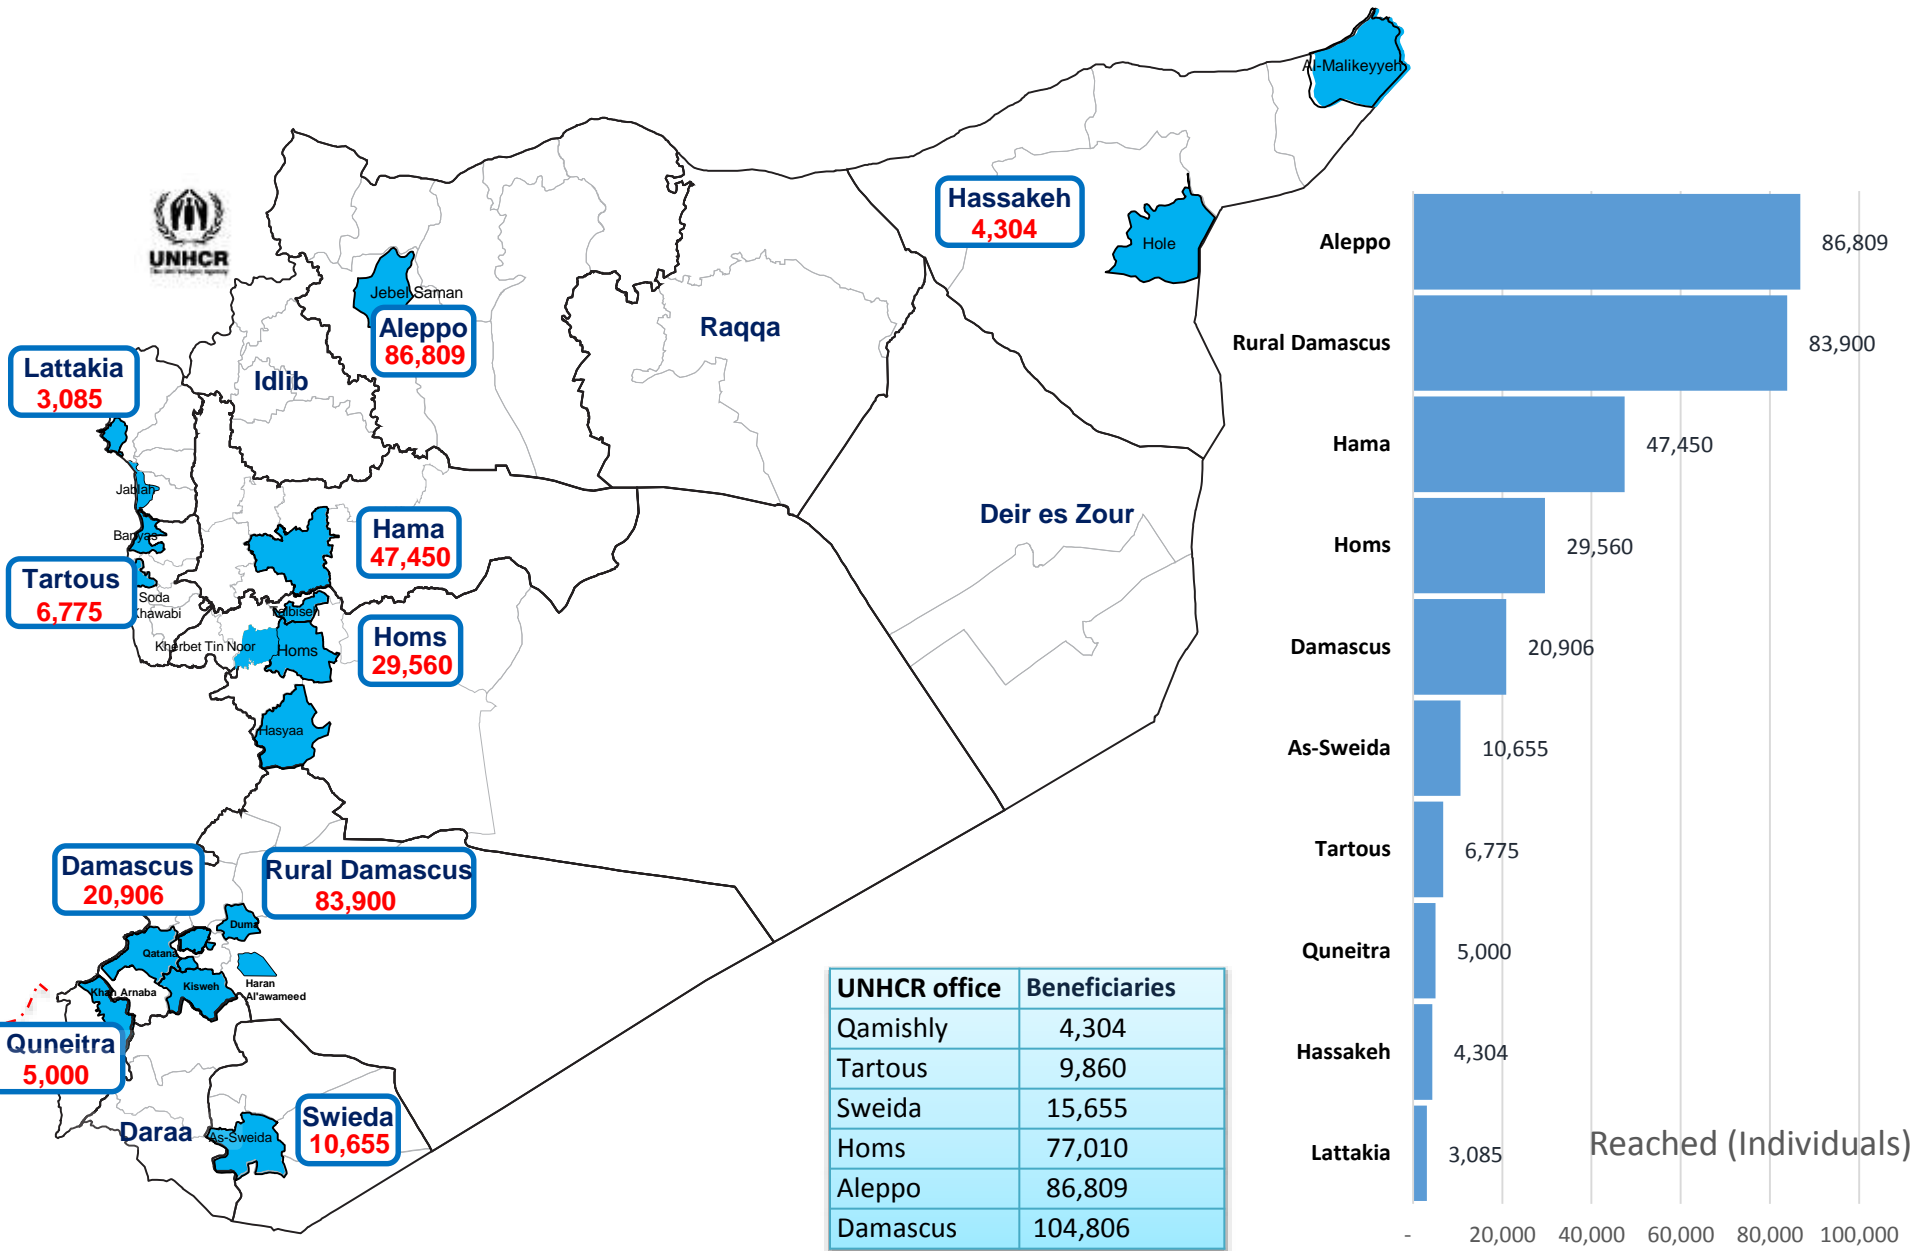 Al-Malikeyyeh
Hassakeh
4,304
Hole
UNHCR
The UN Refugee Agency
Jebel Saman
Aleppo
86,809
Raqqa
Lattakia
3,085
Idlib
Jablah
Banyas
Hama
47,450
Deir es Zour
Tartous
6,775
Soda
Khawabi
Talbiseh
Kherbet Tin Noor
Homs
Homs
29,560
Hasyaa
Damascus
20,906
Rural Damascus
83,900
Duma
Qatana
Khan Arnaba
Kisweh
Haran
Al'awameed
Quneitra
5,000
Daraa
As-Sweida
Swieda
10,655
UNHCR office Beneficiaries
Qamishly 4,304
Tartous 9,860
Sweida 15,655
Homs 77,010
Aleppo 86,809
Damascus 104,806
Aleppo 86,809
Rural Damascus 83,900
Hama 47,450
Homs 29,560
Damascus 20,906
As-Sweida 10,655
Tartous 6,775
Quneitra 5,000
Hassakeh 4,304
Lattakia 3,085
Reached (Individuals)
- 20,000 40,000 60,000 80,000 100,000